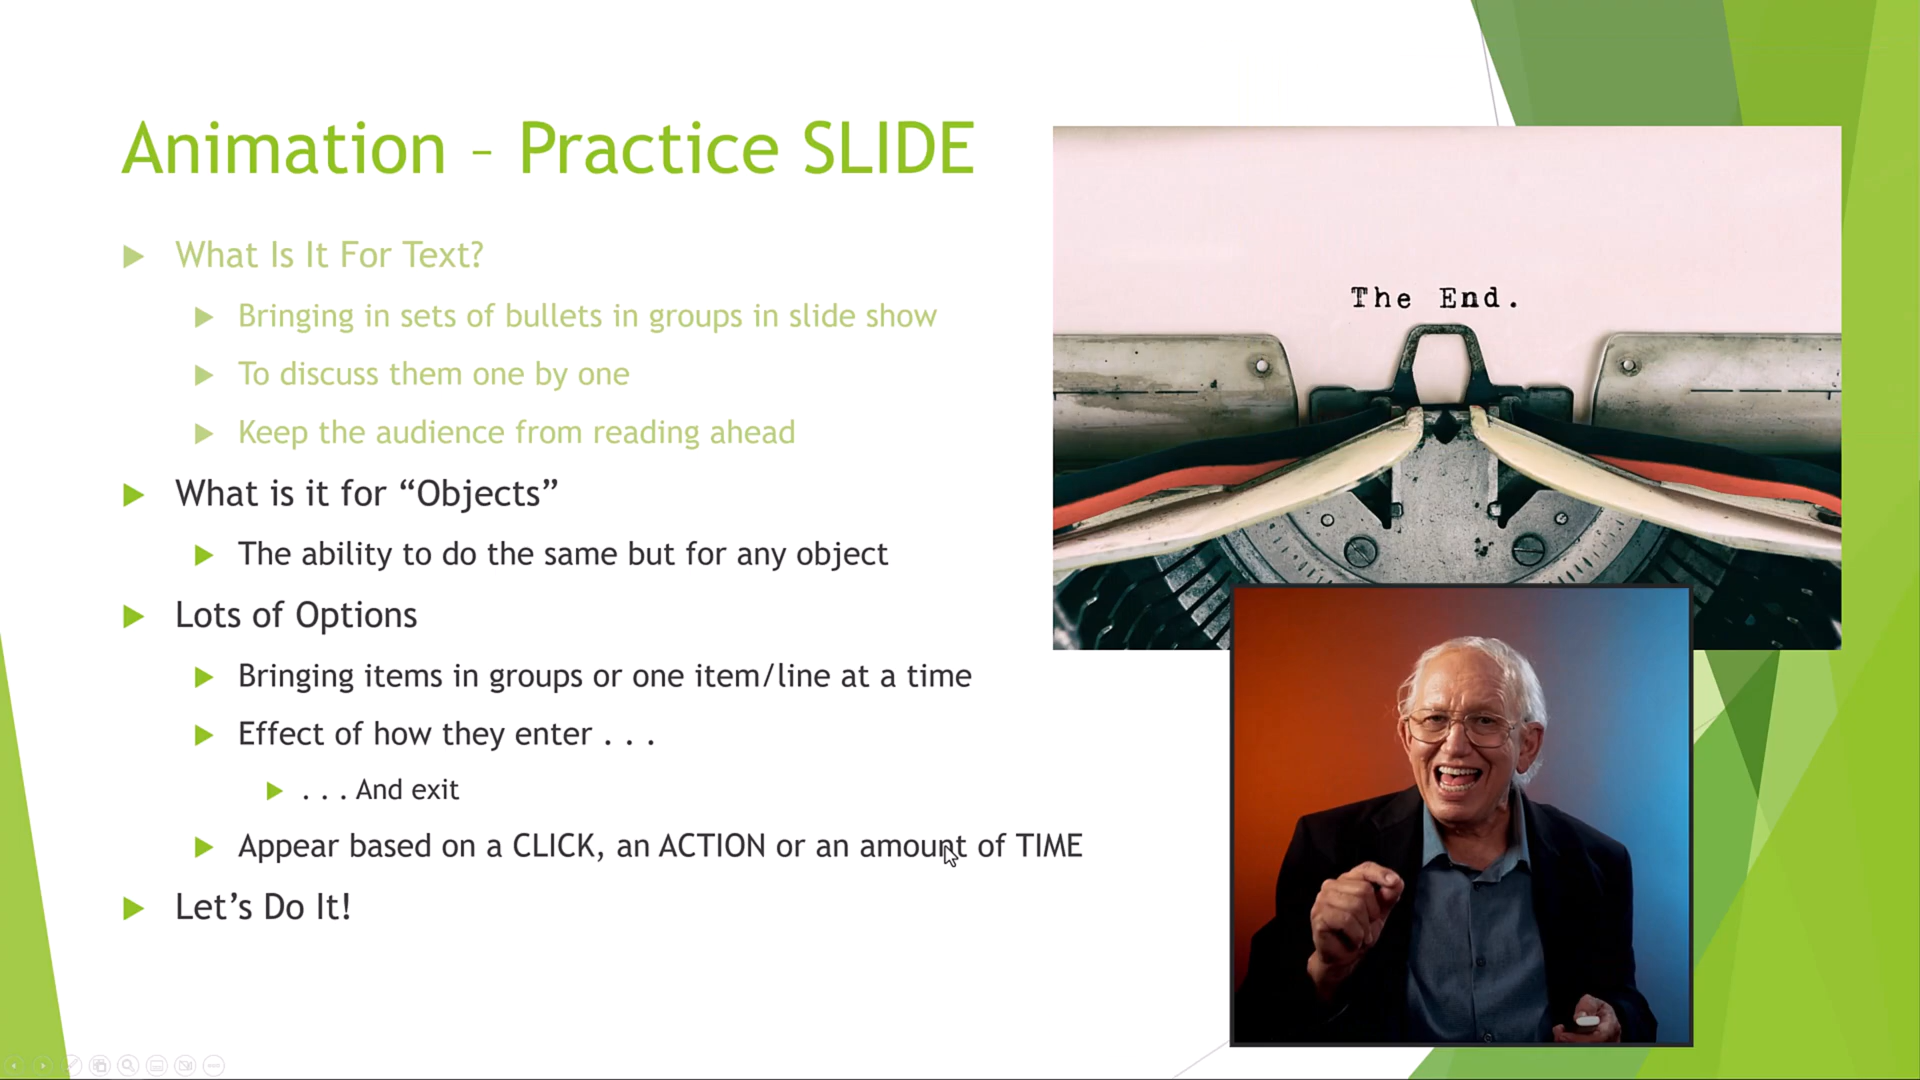 Animation – Practice SLIDE
What Is It For Text?
Bringing in sets of bullets in groups in slide show
To discuss them one by one
Keep the audience from reading ahead
What is it for “Objects”
The ability to do the same but for any object
Lots of Options
Bringing items in groups or one item/line at a time
Effect of how they enter . . .
. . . And exit
Appear based on a CLICK, an ACTION or an amount of TIME
Let’s Do It!
The End.